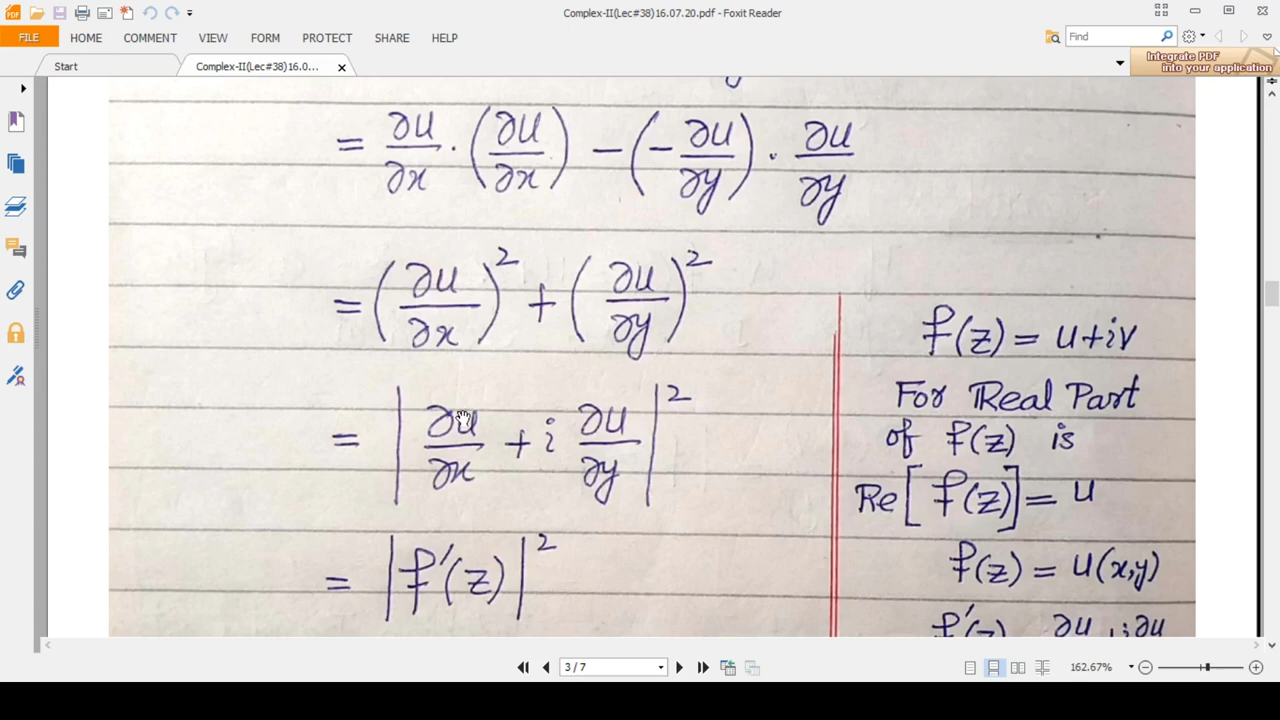 Complex-II(Lec#38)16.07.20.pdf - Foxit Reader
FILE HOME COMMENT VIEW FORM PROTECT SHARE HELP
Find
Start
Complex-II(Lec#38)16.0...
Integrate PDF
into your application
= ∂u/∂x · (∂u/∂x) − (−∂u/∂y) · ∂u/∂y
= (∂u/∂x)² + (∂u/∂y)²
= |∂u/∂x + i ∂u/∂y|²
= |f′(z)|²
f(z) = u+iv
For Real Part
of f(z) is
Re[f(z)] = u
f(z) = u(x,y)
3 / 7
162.67%